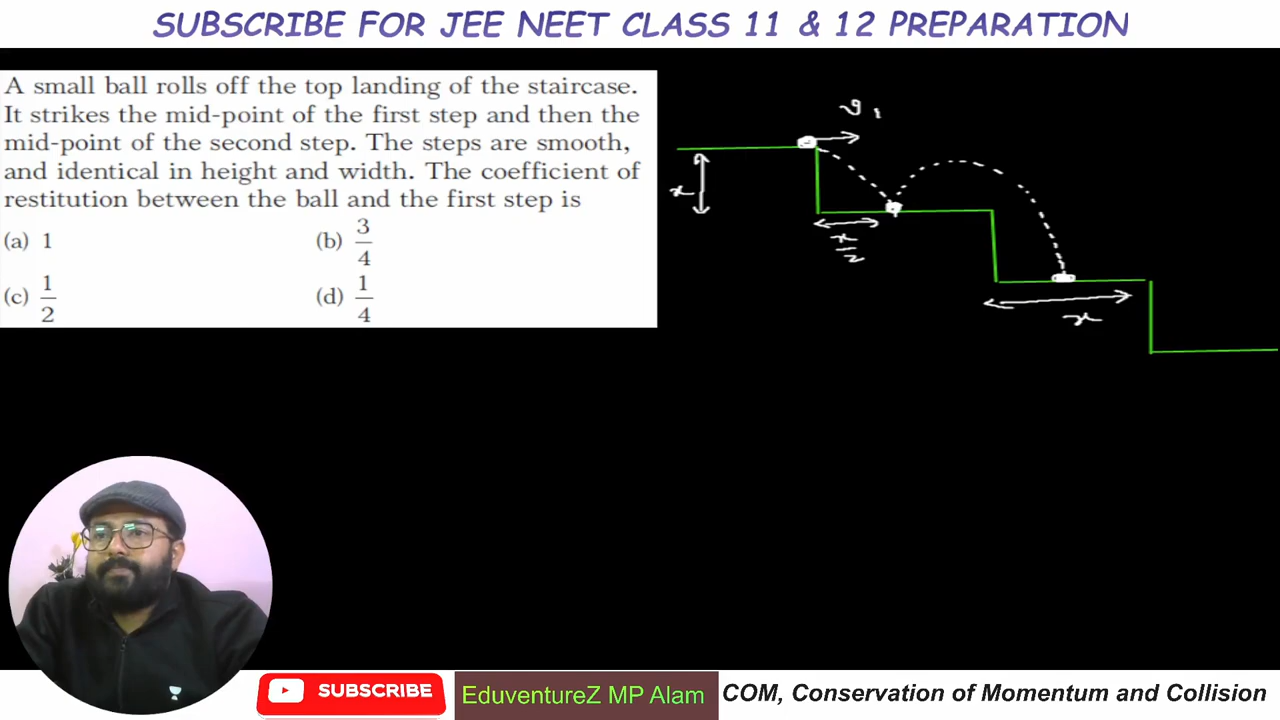 SUBSCRIBE FOR JEE NEET CLASS 11 & 12 PREPARATION
A small ball rolls off the top landing of the staircase.
It strikes the mid-point of the first step and then the
mid-point of the second step. The steps are smooth,
and identical in height and width. The coefficient of
restitution between the ball and the first step is
(a) 1 (b) 3/4
(c) 1/2 (d) 1/4
x
x/2
x
SUBSCRIBE
EduventureZ MP Alam
COM, Conservation of Momentum and Collision